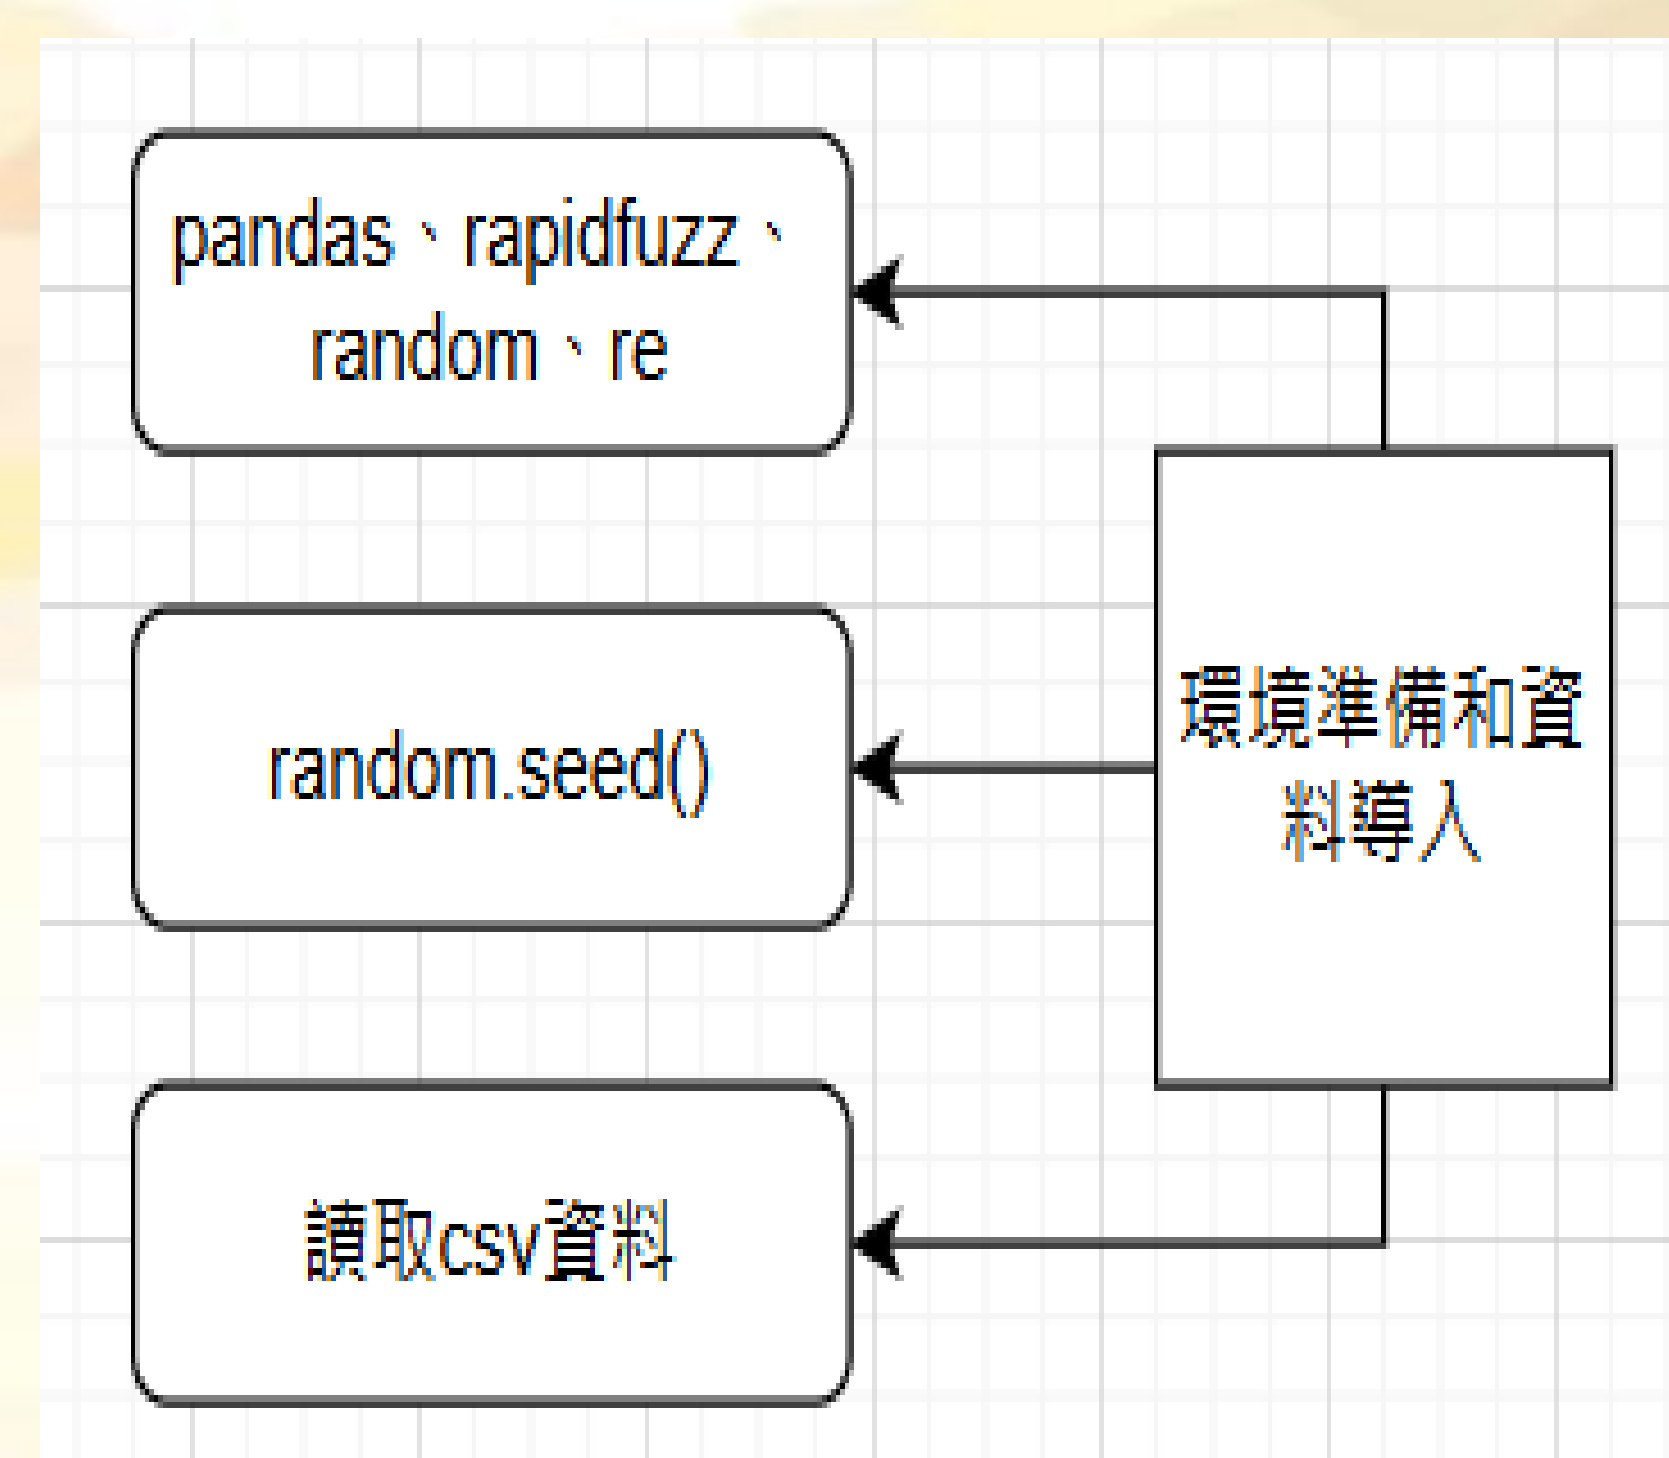 pandas、rapidfuzz、
random、re
random.seed()
環境準備和資
料導入
讀取csv資料